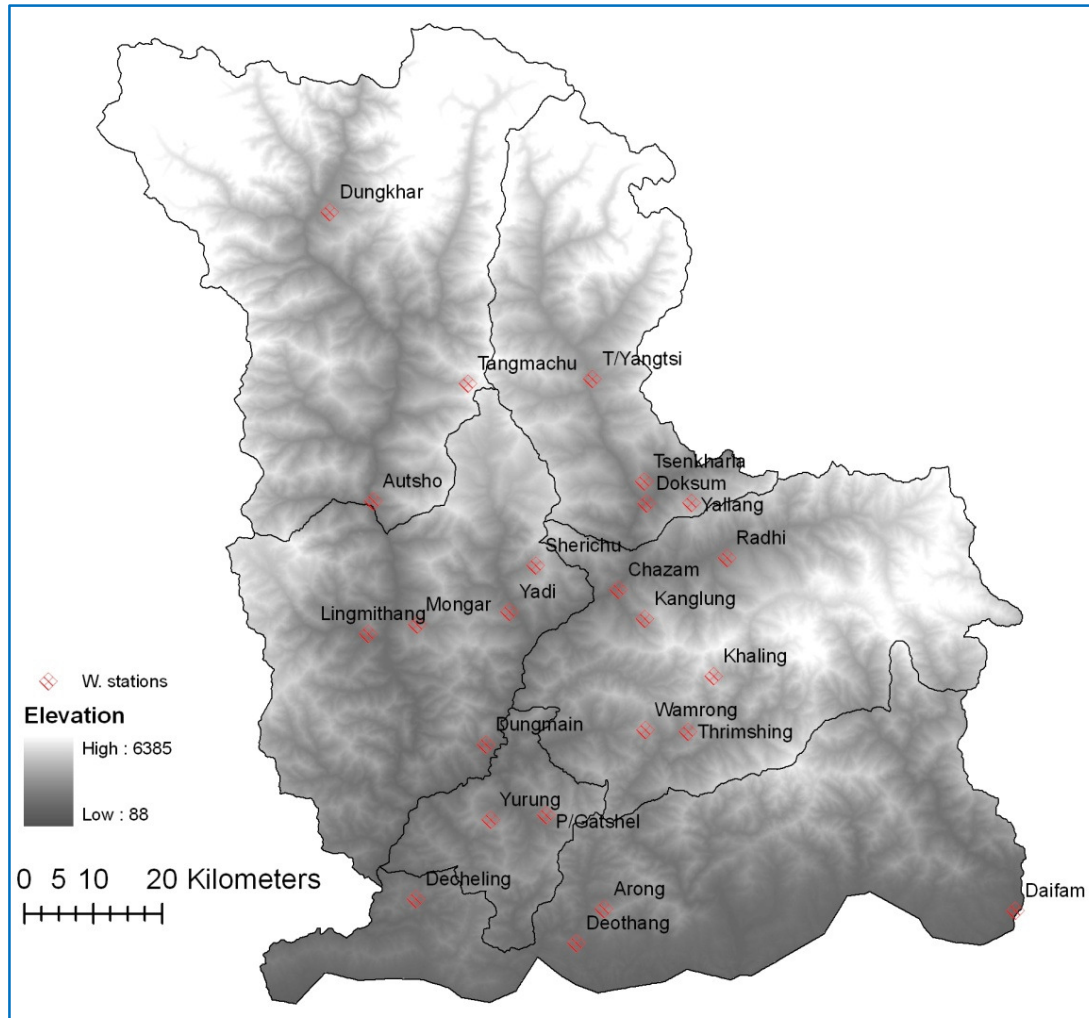 Dungkhar
Tangmachu
T/Yangtsi
Tsenkharla
Doksum
Yallang
Autsho
Radhi
Sherichu
Chazam
Yadi
Kanglung
Lingmithang
Mongar
Khaling
Wamrong
Thrimshing
Dungmain
Yurung
P/Gatshel
Decheling
Arong
Deothang
Daifam
W. stations
Elevation
High : 6385
Low : 88
0 5 10 20 Kilometers